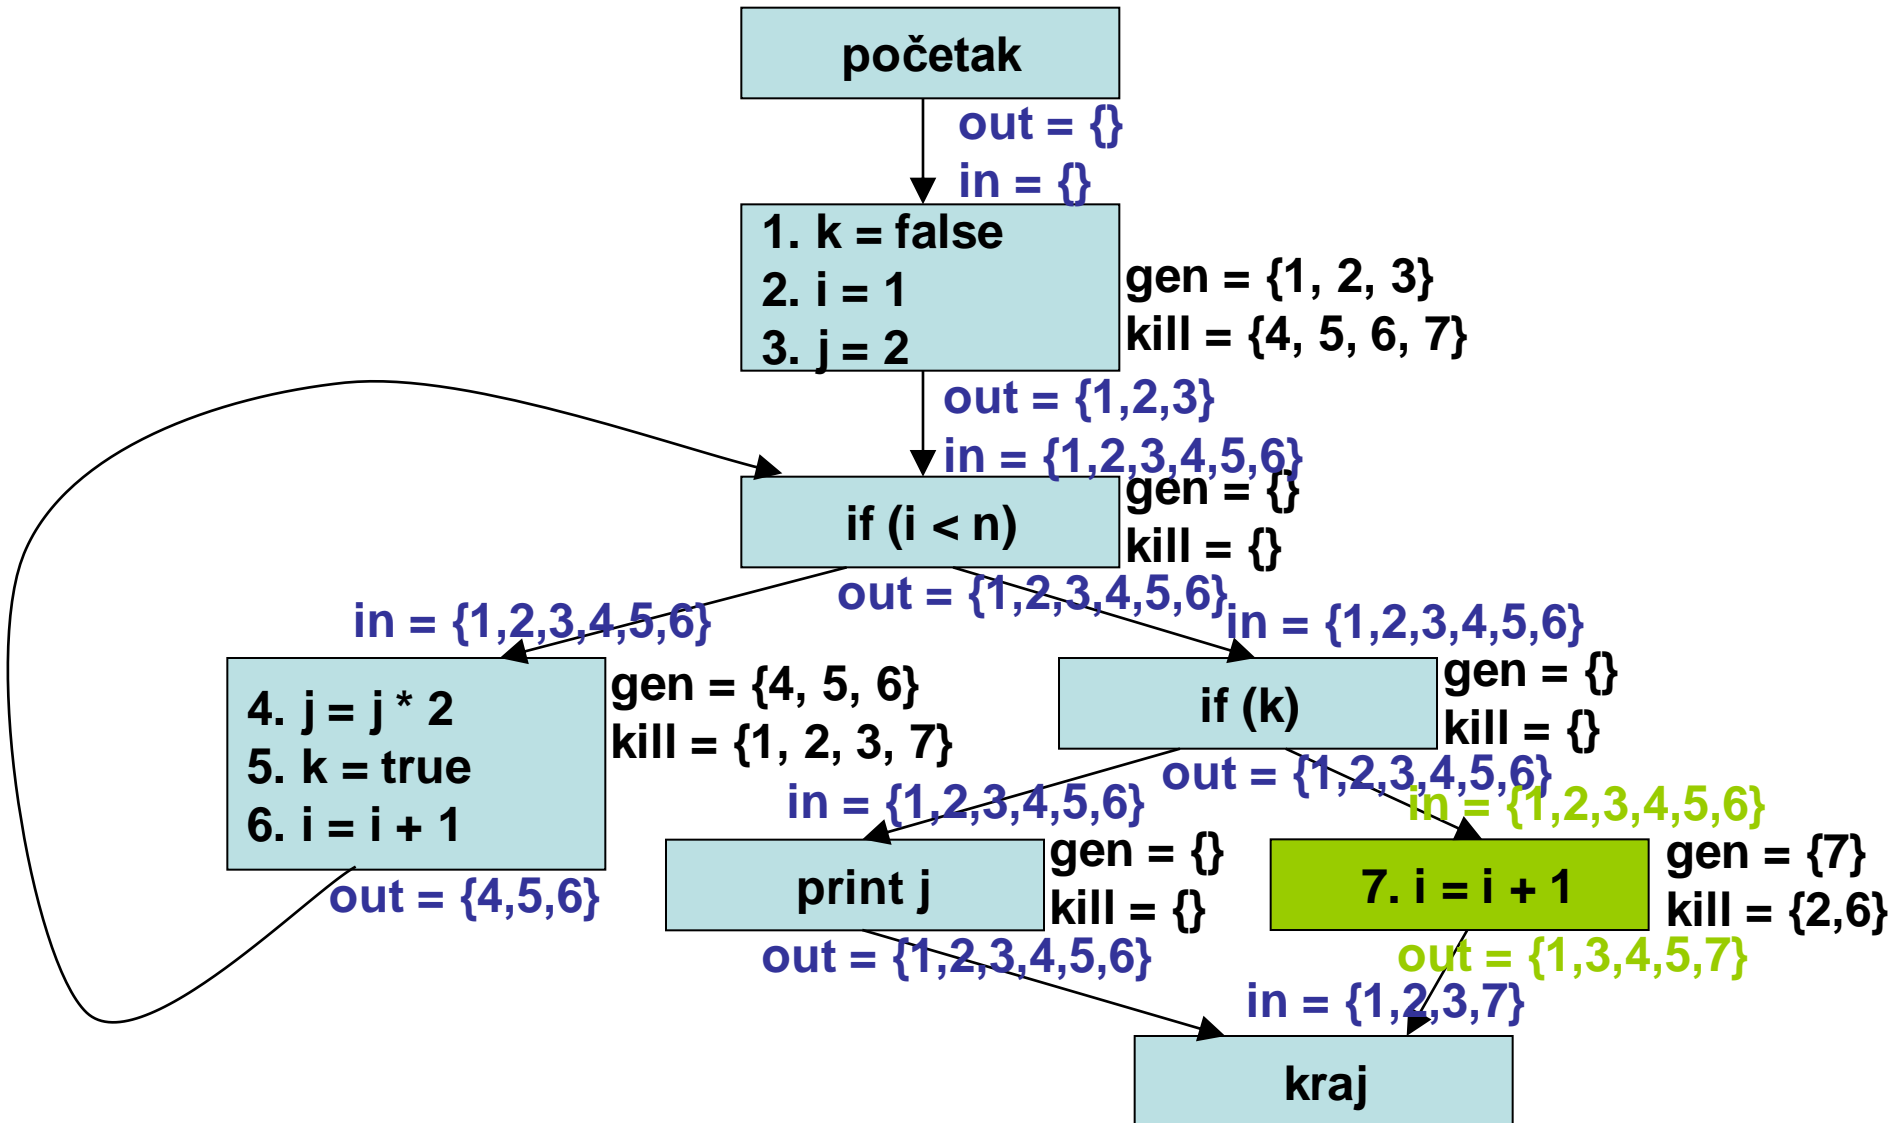 početak
out = {}
in = {}
1. k = false
2. i = 1
3. j = 2
gen = {1, 2, 3}
kill = {4, 5, 6, 7}
out = {1,2,3}
in = {1,2,3,4,5,6}
if (i < n)
gen = {}
kill = {}
out = {1,2,3,4,5,6}
in = {1,2,3,4,5,6}
in = {1,2,3,4,5,6}
4. j = j * 2
5. k = true
6. i = i + 1
gen = {4, 5, 6}
kill = {1, 2, 3, 7}
out = {4,5,6}
if (k)
gen = {}
kill = {}
out = {1,2,3,4,5,6}
in = {1,2,3,4,5,6}
in = {1,2,3,4,5,6}
print j
gen = {}
kill = {}
out = {1,2,3,4,5,6}
7. i = i + 1
gen = {7}
kill = {2,6}
out = {1,3,4,5,7}
in = {1,2,3,7}
kraj